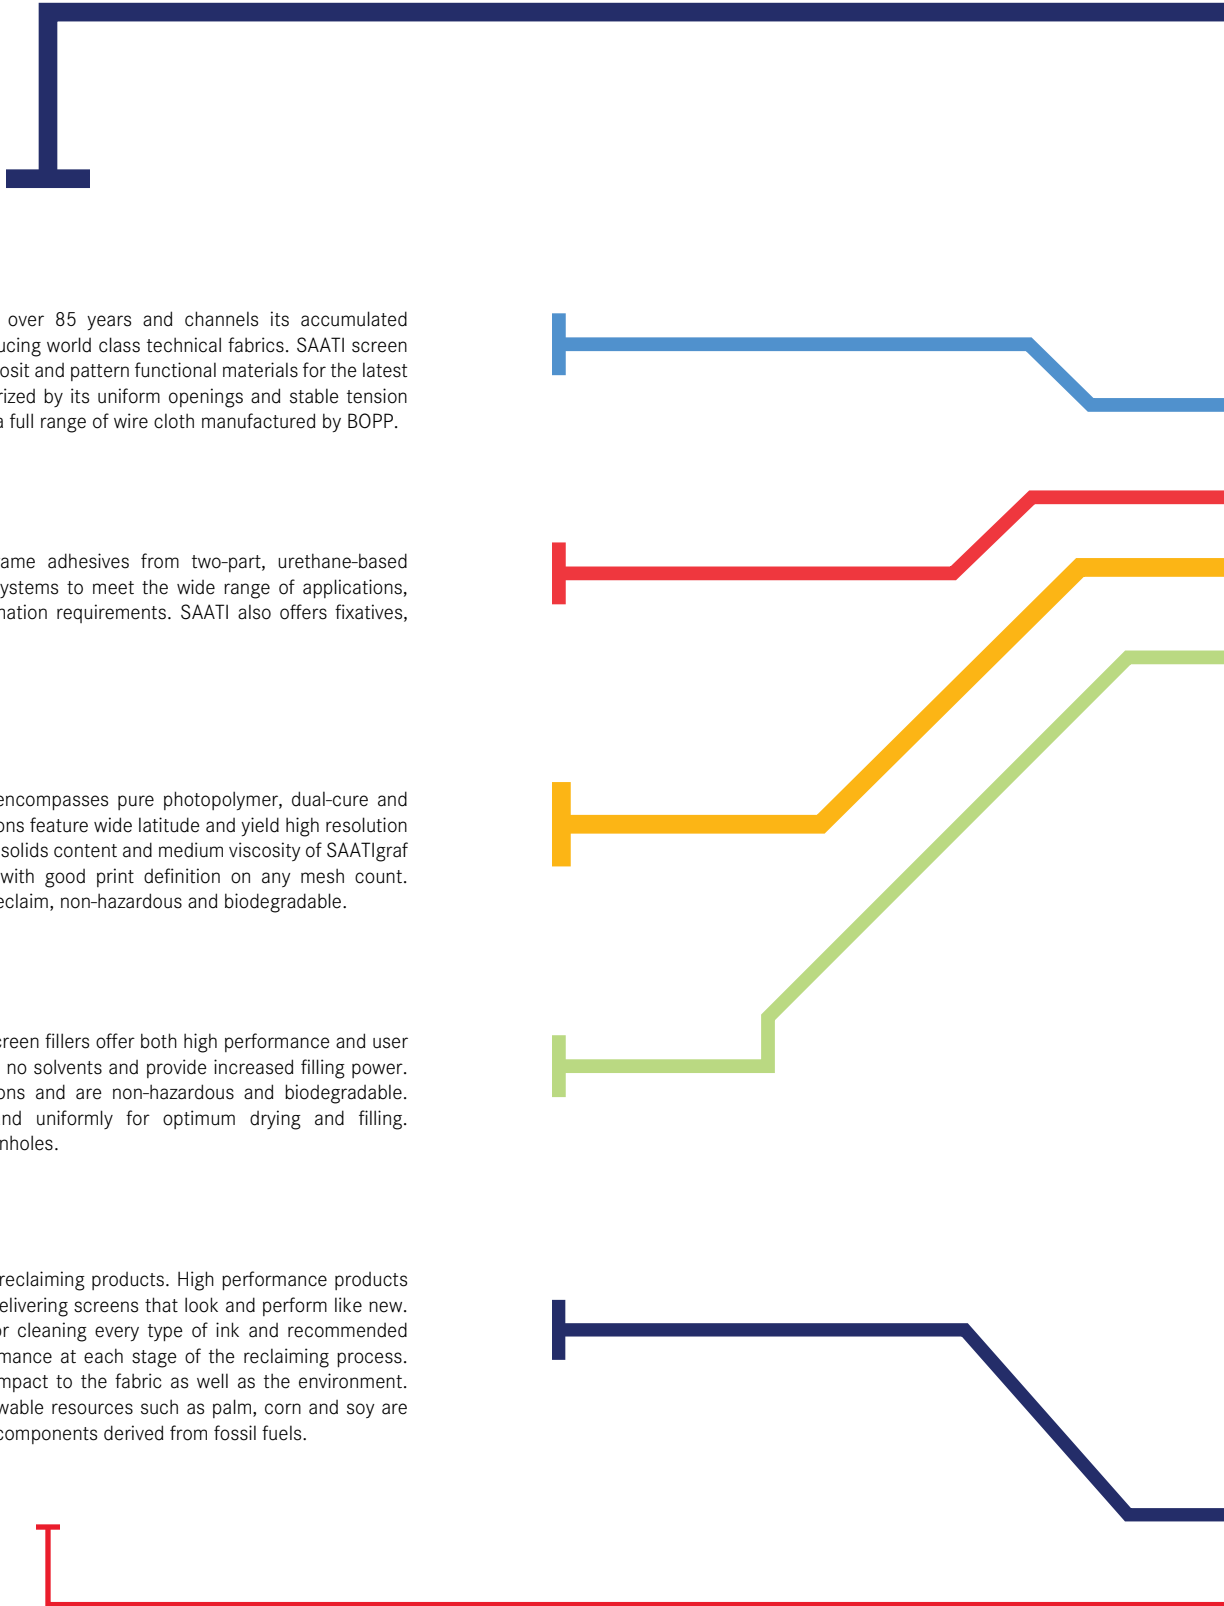 over 85 years and channels its accumulated
ucing world class technical fabrics. SAATI screen
osit and pattern functional materials for the latest
rized by its uniform openings and stable tension
a full range of wire cloth manufactured by BOPP.
ame adhesives from two-part, urethane-based
ystems to meet the wide range of applications,
mation requirements. SAATI also offers fixatives,
encompasses pure photopolymer, dual-cure and
ons feature wide latitude and yield high resolution
solids content and medium viscosity of SAATIgraf
with good print definition on any mesh count.
eclaim, non-hazardous and biodegradable.
creen fillers offer both high performance and user
no solvents and provide increased filling power.
ons and are non-hazardous and biodegradable.
nd uniformly for optimum drying and filling.
nholes.
reclaiming products. High performance products
elivering screens that look and perform like new.
or cleaning every type of ink and recommended
mance at each stage of the reclaiming process.
mpact to the fabric as well as the environment.
wable resources such as palm, corn and soy are
components derived from fossil fuels.